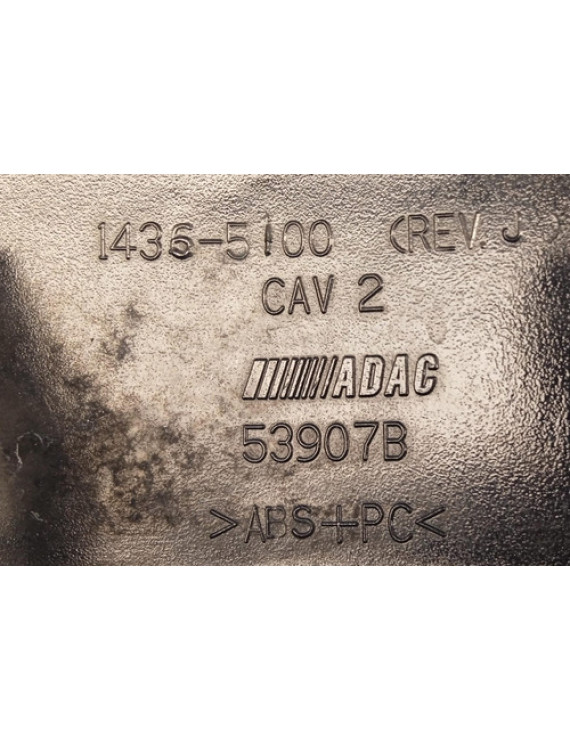 1436-5100 (REV. J
CAV 2
ADAC
53907B
>ABS+PC<